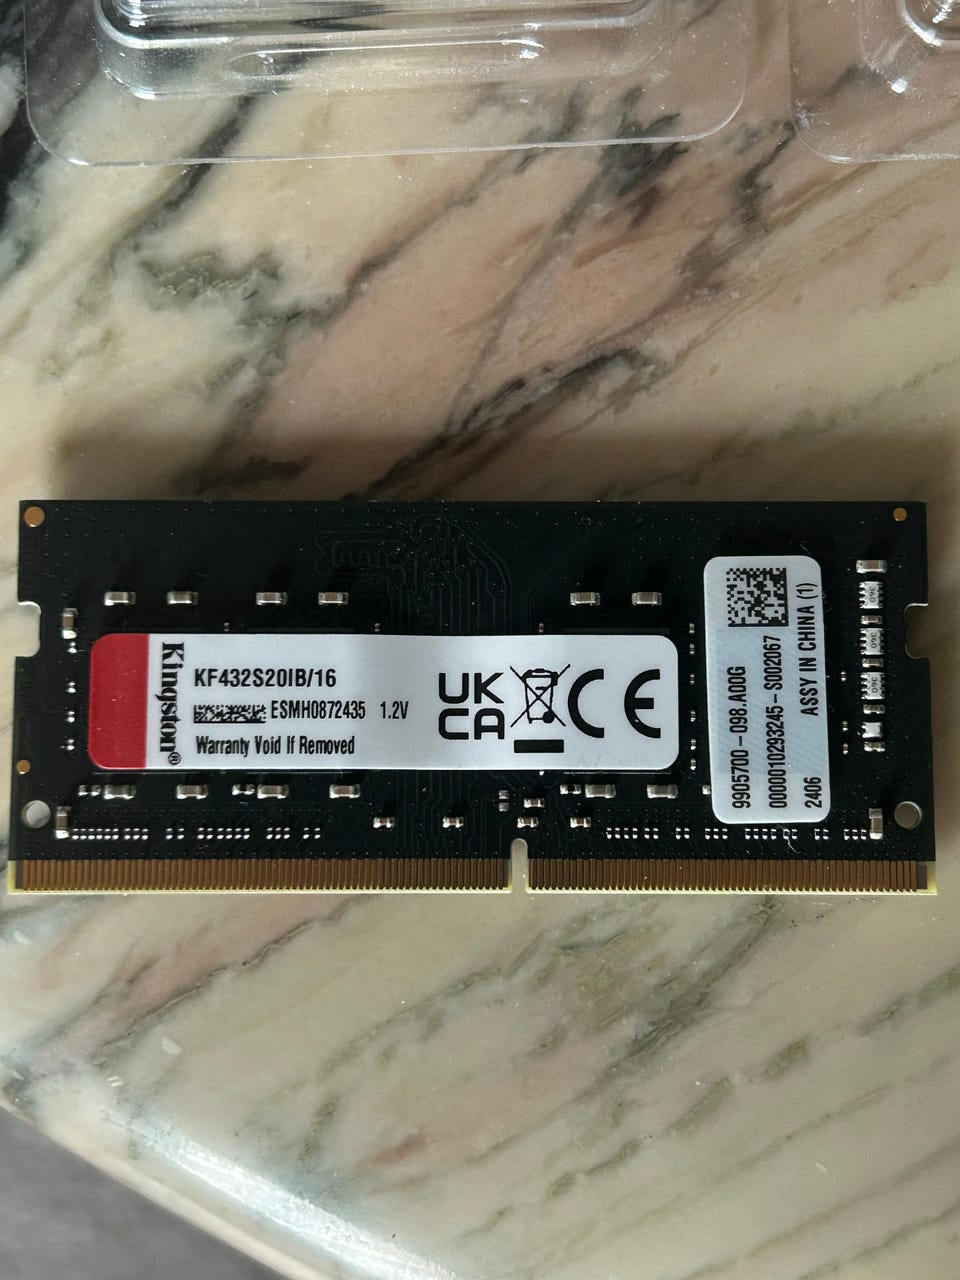 Kingston®
KF432S20IB/16
ESMH0872435 1.2V
Warranty Void If Removed
UK
CA
CE
9905700-098.A00G
0000010293245-S002067
2406 ASSY IN CHINA (1)